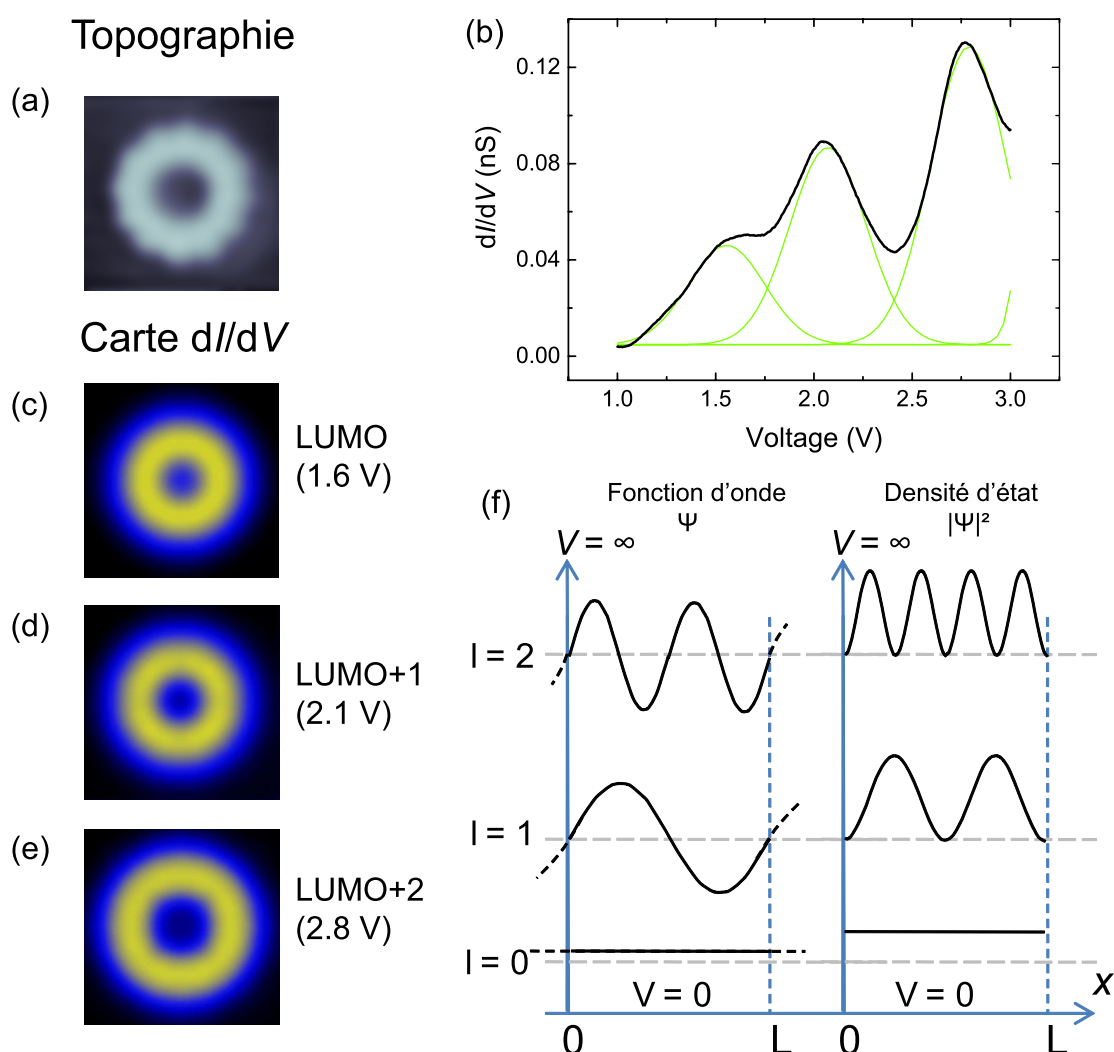 Topographie
(a)
Carte dI/dV
(c)
LUMO
(1.6 V)
(d)
LUMO+1
(2.1 V)
(e)
LUMO+2
(2.8 V)
(b)
dI/dV (nS)
0.12
0.08
0.04
0.00
1.0 1.5 2.0 2.5 3.0
Voltage (V)
(f)
Fonction d'onde
Ψ
Densité d'état
|Ψ|²
V = ∞ V = ∞
l = 2
l = 1
l = 0
V = 0 V = 0
x
0 L 0 L